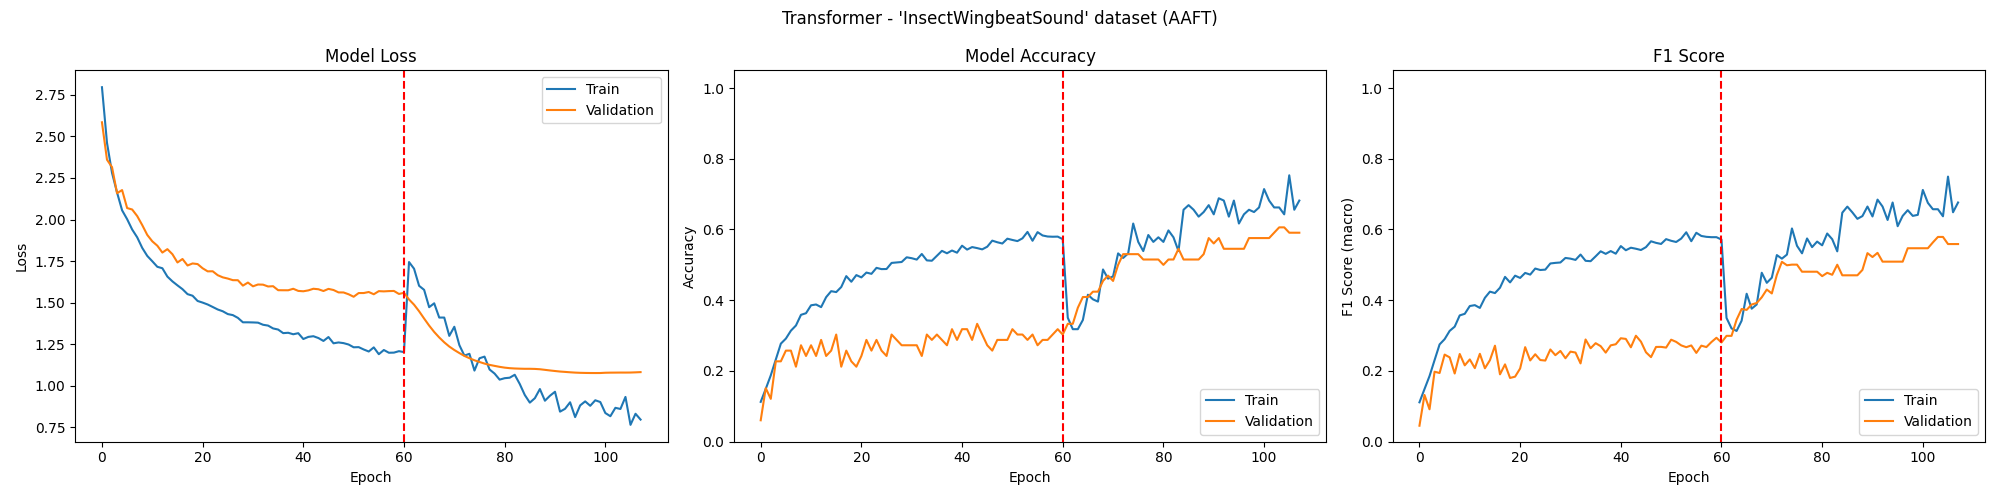 Transformer - 'InsectWingbeatSound' dataset (AAFT)
Model Loss
Loss
2.75
2.50
2.25
2.00
1.75
1.50
1.25
1.00
0.75
0
20
40
60
80
100
Epoch
Train
Validation
Model Accuracy
Accuracy
1.0
0.8
0.6
0.4
0.2
0.0
0
20
40
60
80
100
Epoch
Train
Validation
F1 Score
F1 Score (macro)
1.0
0.8
0.6
0.4
0.2
0.0
0
20
40
60
80
100
Epoch
Train
Validation